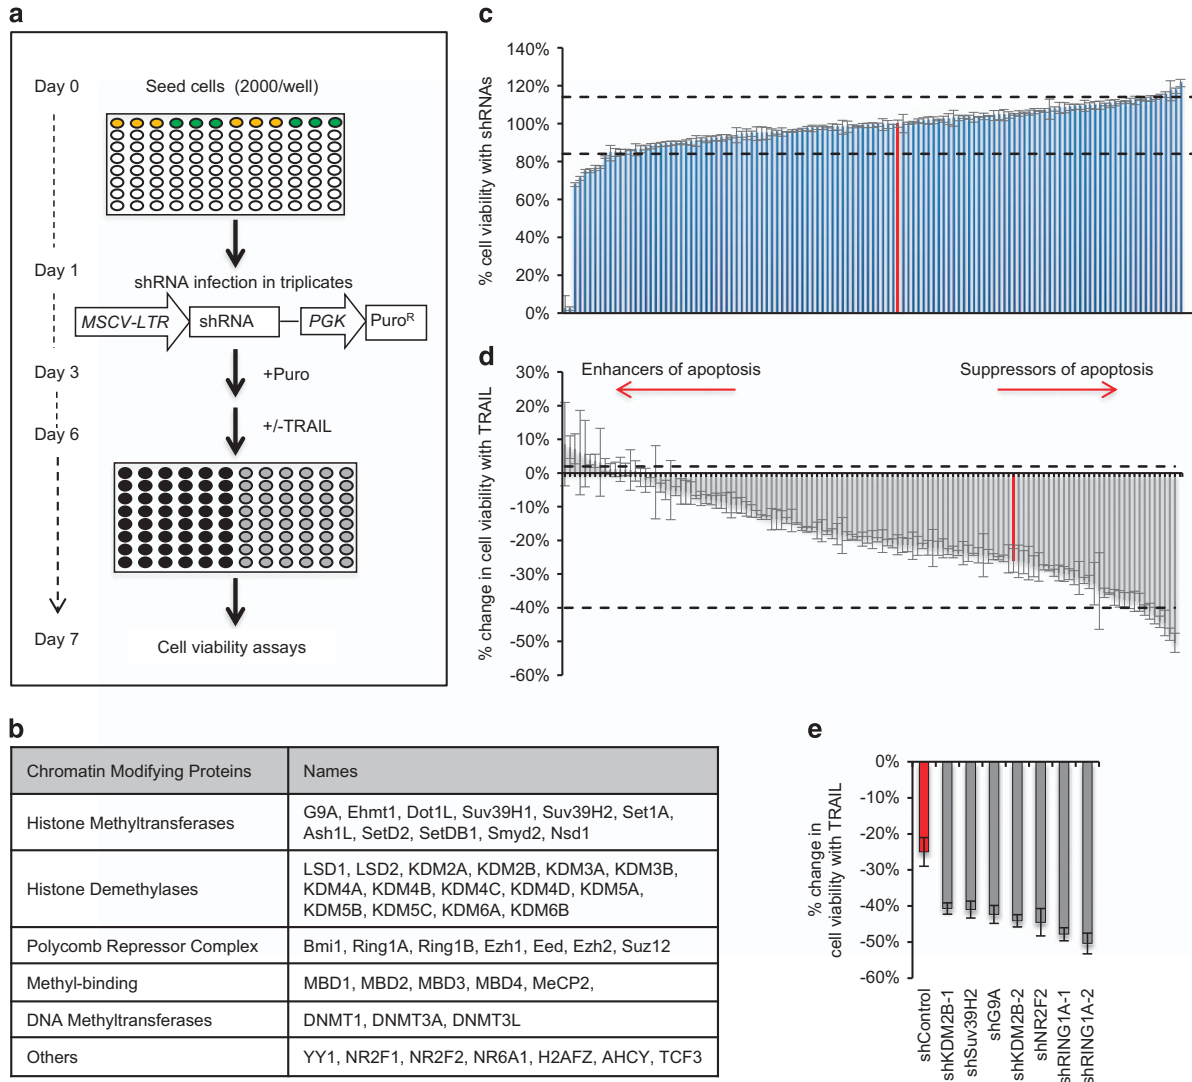 a
Day 0
Seed cells (2000/well)
Day 1
shRNA infection in triplicates
MSCV-LTR
shRNA
PGK
Puro^R
Day 3
+Puro
+/-TRAIL
Day 6
Day 7
Cell viability assays
b
Chromatin Modifying Proteins
Names
Histone Methyltransferases
G9A, Ehmt1, Dot1L, Suv39H1, Suv39H2, Set1A,
Ash1L, SetD2, SetDB1, Smyd2, Nsd1
Histone Demethylases
LSD1, LSD2, KDM2A, KDM2B, KDM3A, KDM3B,
KDM4A, KDM4B, KDM4C, KDM4D, KDM5A,
KDM5B, KDM5C, KDM6A, KDM6B
Polycomb Repressor Complex
Bmi1, Ring1A, Ring1B, Ezh1, Eed, Ezh2, Suz12
Methyl-binding
MBD1, MBD2, MBD3, MBD4, MeCP2,
DNA Methyltransferases
DNMT1, DNMT3A, DNMT3L
Others
YY1, NR2F1, NR2F2, NR6A1, H2AFZ, AHCY, TCF3
c
% cell viability with shRNAs
140%
120%
100%
80%
60%
40%
20%
0%
d
% change in cell viability with TRAIL
Enhancers of apoptosis
Suppressors of apoptosis
30%
20%
10%
0%
-10%
-20%
-30%
-40%
-50%
-60%
e
% change in
cell viability with TRAIL
0%
-10%
-20%
-30%
-40%
-50%
-60%
shControl
shKDM2B-1
shSuv39H2
shG9A
shKDM2B-2
shNR2F2
shRING1A-1
shRING1A-2